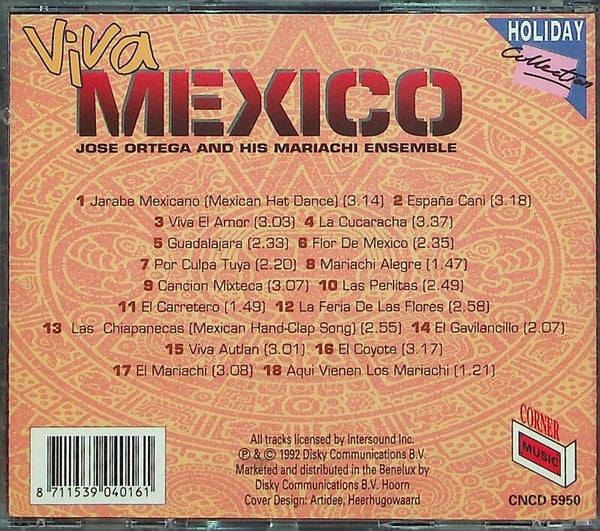 Viva
HOLIDAY
Collection
MEXICO
JOSE ORTEGA AND HIS MARIACHI ENSEMBLE
1 Jarabe Mexicano (Mexican Hat Dance) (3.14) 2 España Cani (3.18)
3 Viva El Amor (3.03) 4 La Cucaracha (3.37)
5 Guadalajara (2.33) 6 Flor De Mexico (2.35)
7 Por Culpa Tuya (2.20) 8 Mariachi Alegre (1.47)
9 Cancion Mixteca (3.07) 10 Las Perlitas (2.49)
11 El Carretero (1.49) 12 La Feria De Las Flores (2.58)
13 Las Chiapanecas (Mexican Hand-Clap Song) (2.55) 14 El Gavilancillo (2.07)
15 Viva Autlan (3.01) 16 El Coyote (3.17)
17 El Mariachi (3.08) 18 Aqui Vienen Los Mariachi (1.21)
8 711539 040161
All tracks licensed by Intersound Inc.
℗ & © 1992 Disky Communications B.V.
Marketed and distributed in the Benelux by
Disky Communications B.V. Hoorn
Cover Design: Artidee, Heerhugowaard
CORNER
MUSIC
CNCD 5950